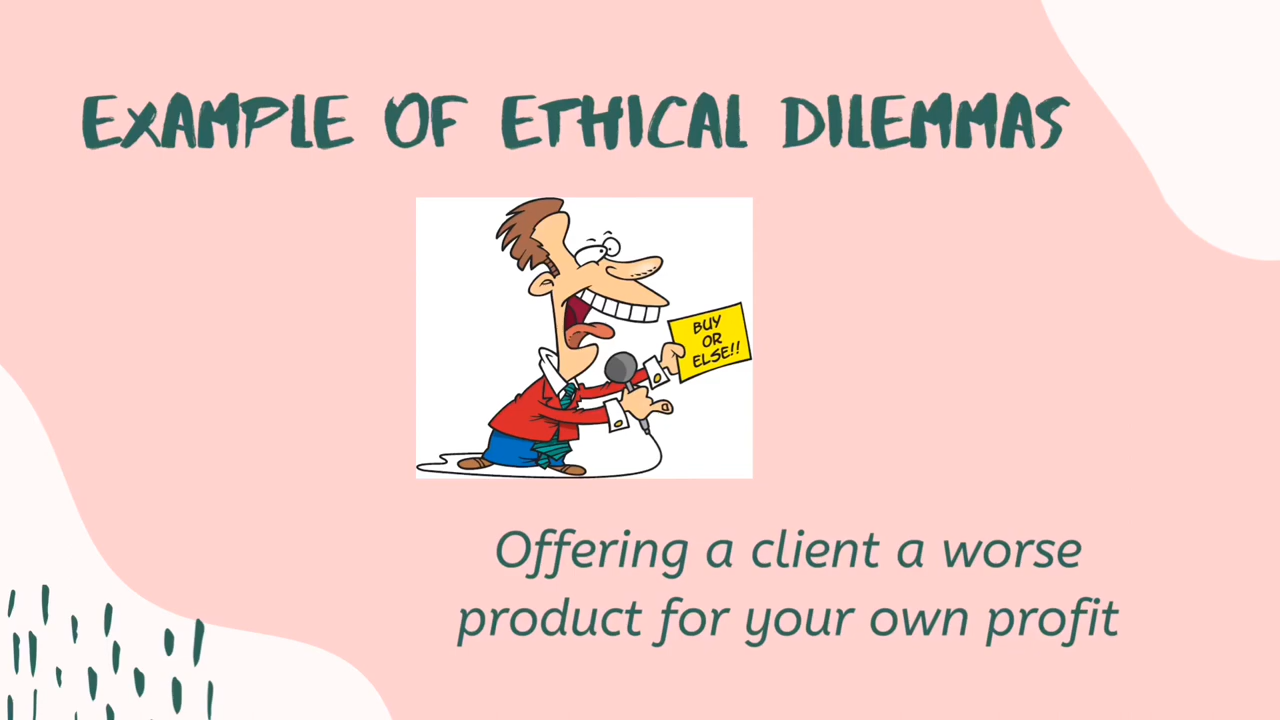 EXAMPLE OF ETHICAL DILEMMAS
BUY
OR
ELSE!!
Offering a client a worse
product for your own profit